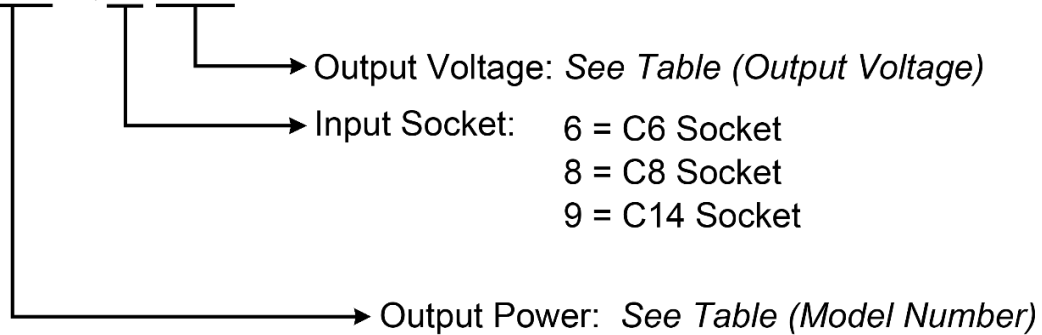 Output Voltage: See Table (Output Voltage)
Input Socket: 6 = C6 Socket
8 = C8 Socket
9 = C14 Socket
Output Power: See Table (Model Number)